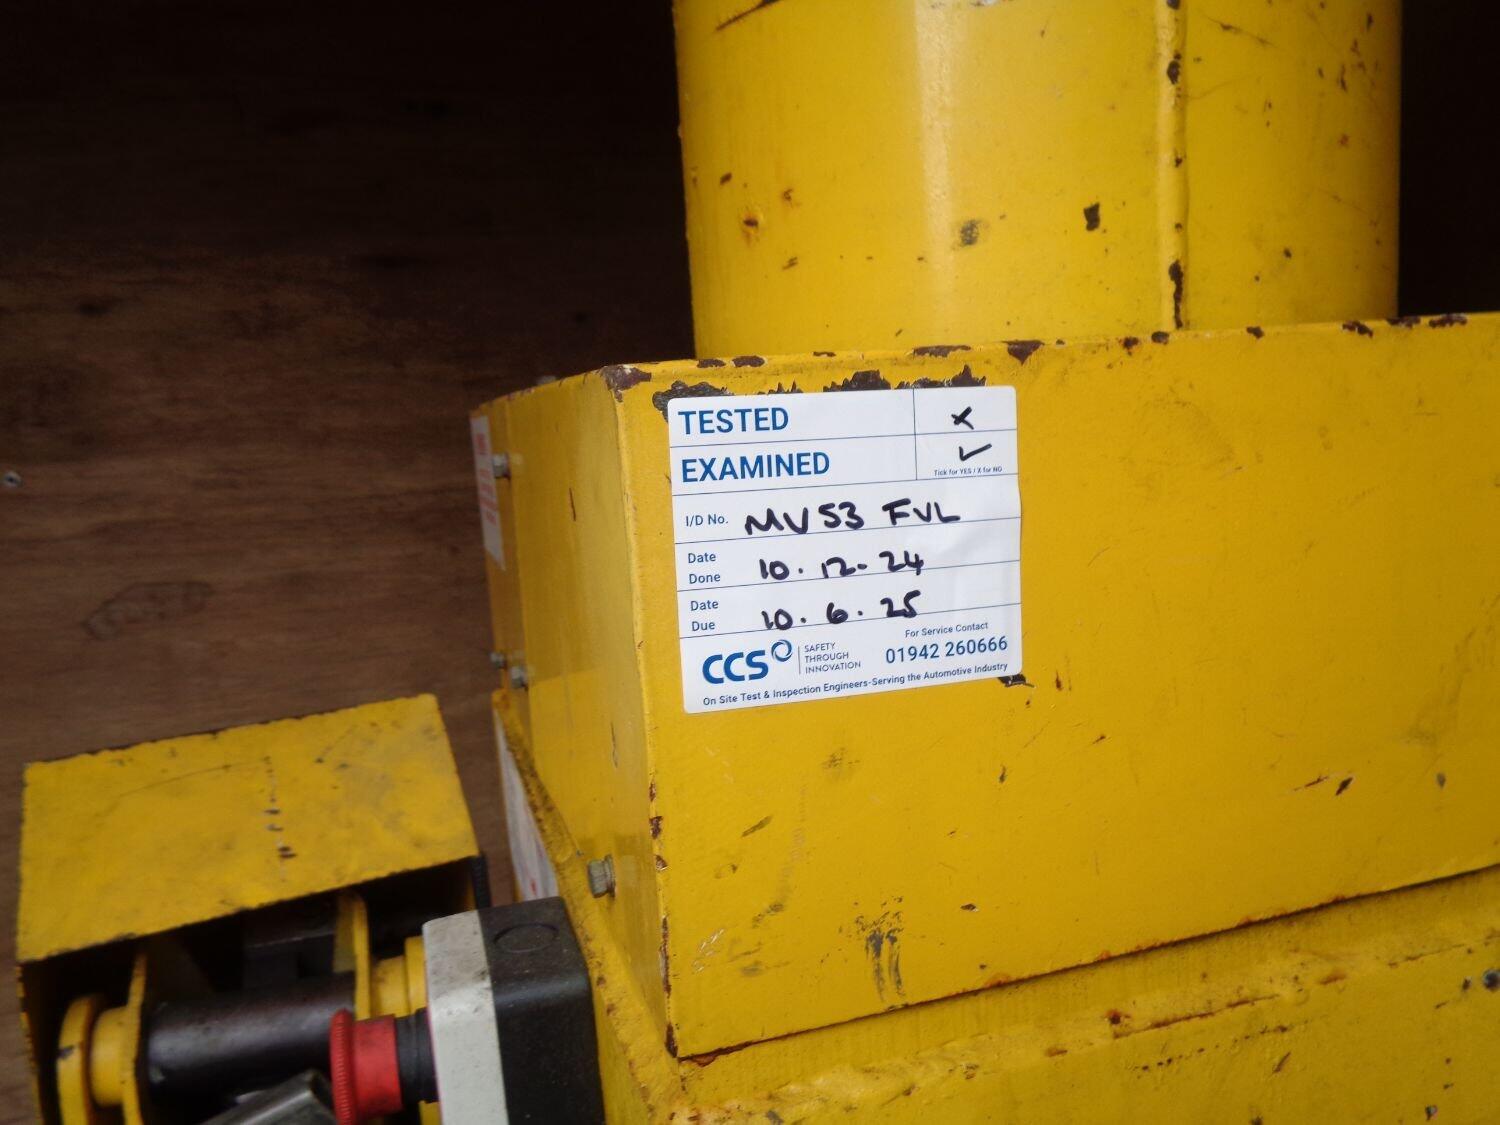 TESTED X
EXAMINED ✓
Tick for YES / X for NO
I/D No. MV53 FVL
Date Done 10.12.24
Date Due 10.6.25
CCS SAFETY THROUGH INNOVATION
For Service Contact
01942 260666
On Site Test & Inspection Engineers-Serving the Automotive Industry